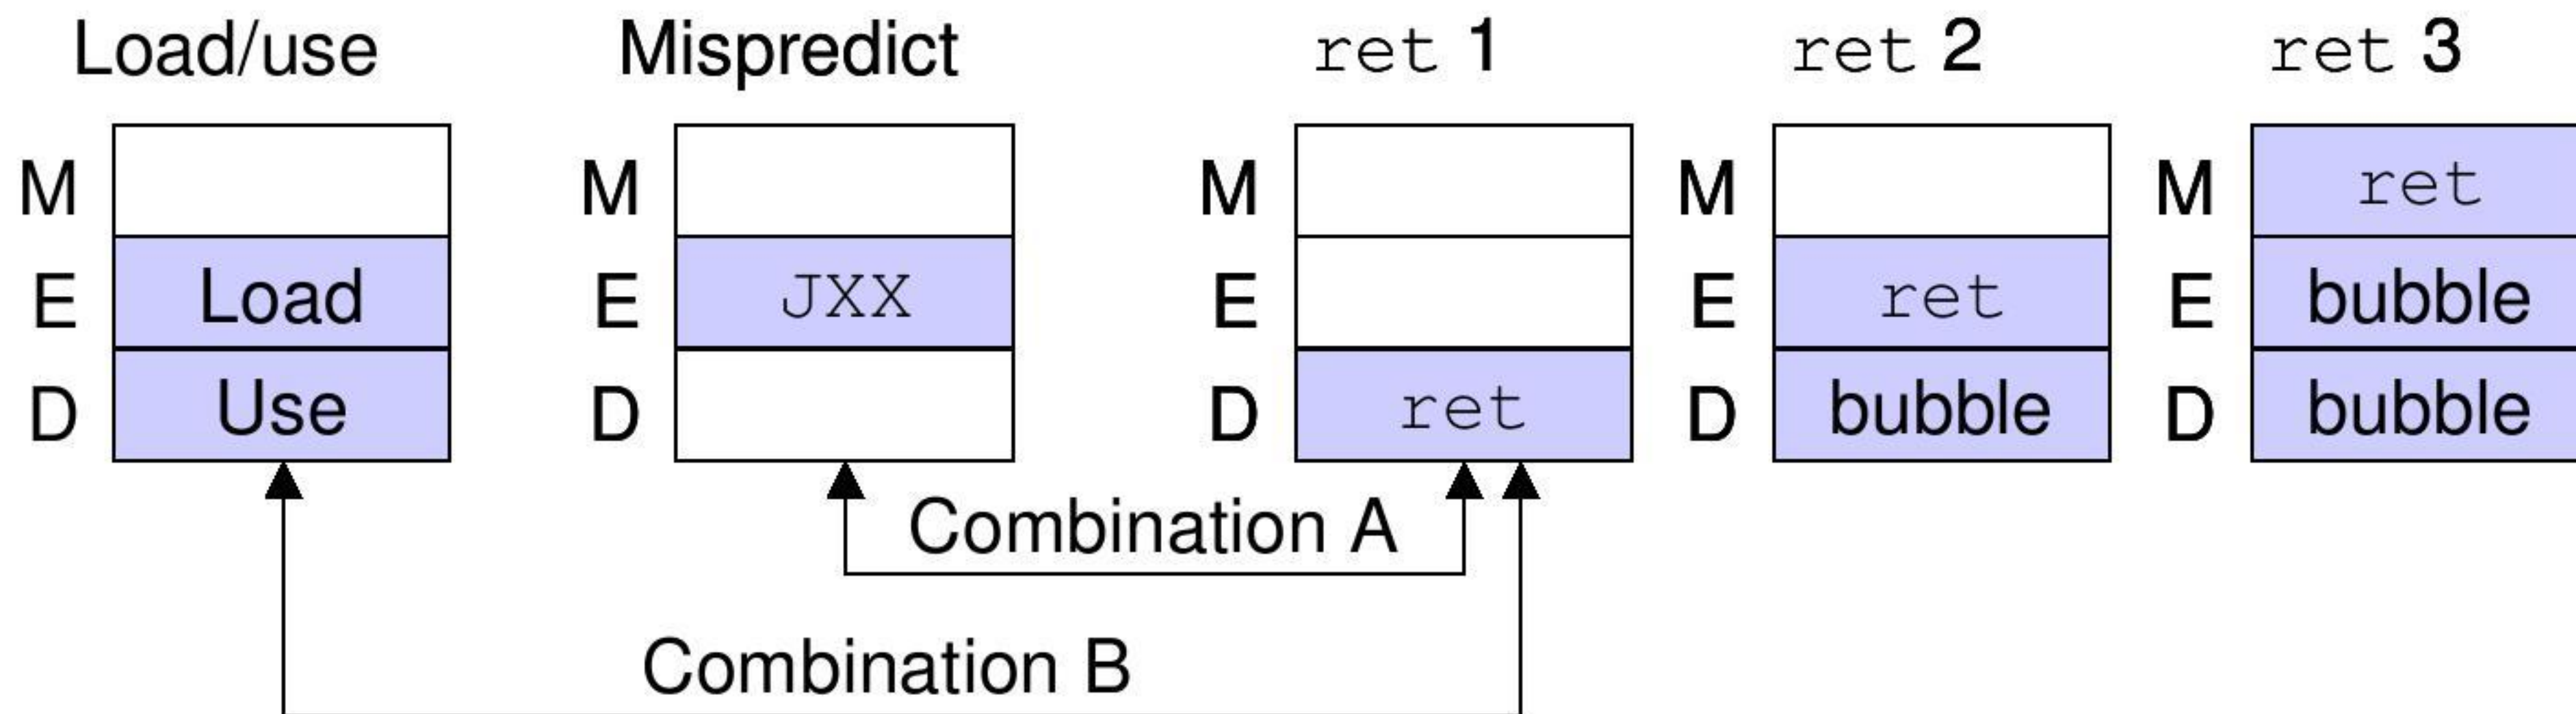 Load/use Mispredict ret 1 ret 2 ret 3
M M M M M ret
E Load E JXX E E ret E bubble
D Use D D ret D bubble D bubble
Combination A
Combination B